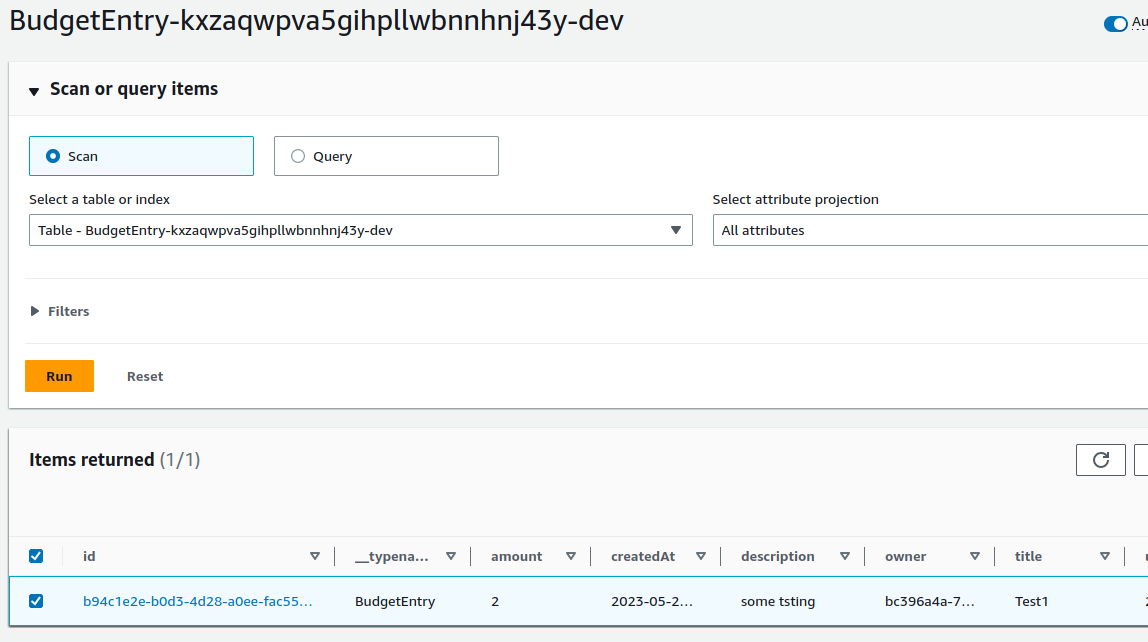 BudgetEntry-kxzaqwpva5gihpllwbnnhnj43y-dev
Au
Scan or query items
Scan Query
Select a table or index Select attribute projection
Table - BudgetEntry-kxzaqwpva5gihpllwbnnhnj43y-dev All attributes
Filters
Run Reset
Items returned (1/1)
id __typena... amount createdAt description owner title
b94c1e2e-b0d3-4d28-a0ee-fac55... BudgetEntry 2 2023-05-2... some tsting bc396a4a-7... Test1